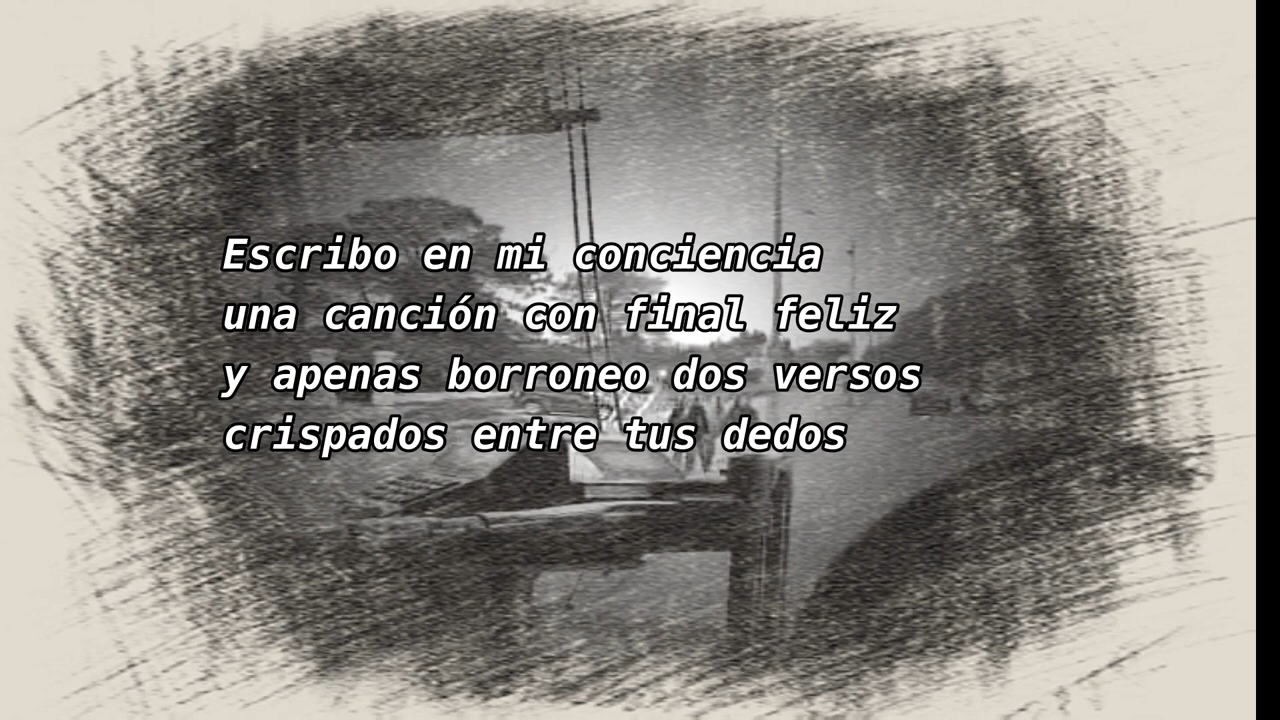 Escribo en mi conciencia
una canción con final feliz
y apenas borroneo dos versos
crispados entre tus dedos